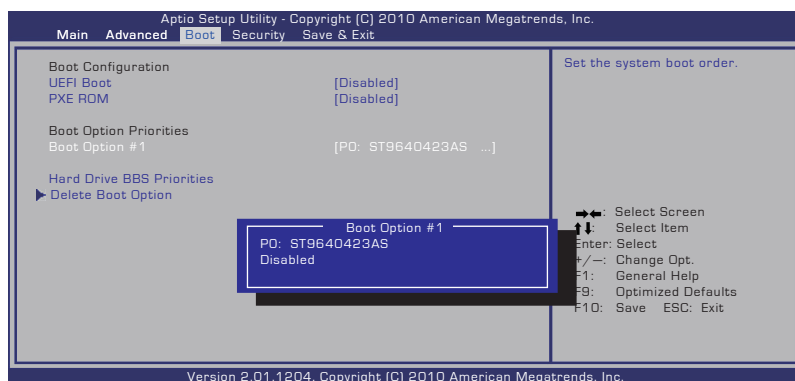 Aptio Setup Utility - Copyright (C) 2010 American Megatrends, Inc.
Main Advanced Boot Security Save & Exit
Boot Configuration
UEFI Boot [Disabled]
PXE ROM [Disabled]
Boot Option Priorities
Boot Option #1 [P0: ST9640423AS ...]
Hard Drive BBS Priorities
Delete Boot Option
Boot Option #1
P0: ST9640423AS
Disabled
Set the system boot order.
→←: Select Screen
↑↓: Select Item
Enter: Select
+/—: Change Opt.
F1: General Help
F9: Optimized Defaults
F10: Save ESC: Exit
Version 2.01.1204. Copyright (C) 2010 American Megatrends, Inc.